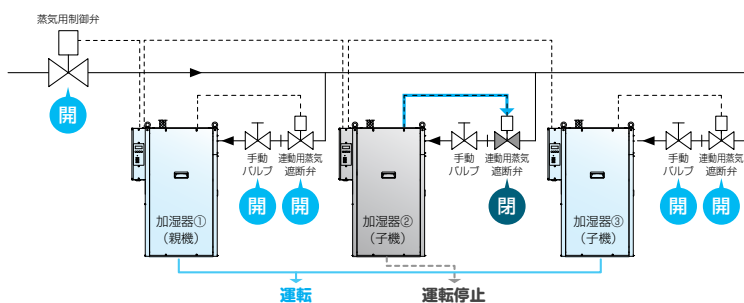 蒸気用制御弁
開
手動
バルブ
連動用蒸気
遮断弁
開
開
加湿器①
（親機）
手動
バルブ
連動用蒸気
遮断弁
閉
加湿器②
（子機）
手動
バルブ
連動用蒸気
遮断弁
開
開
加湿器③
（子機）
運転
運転停止